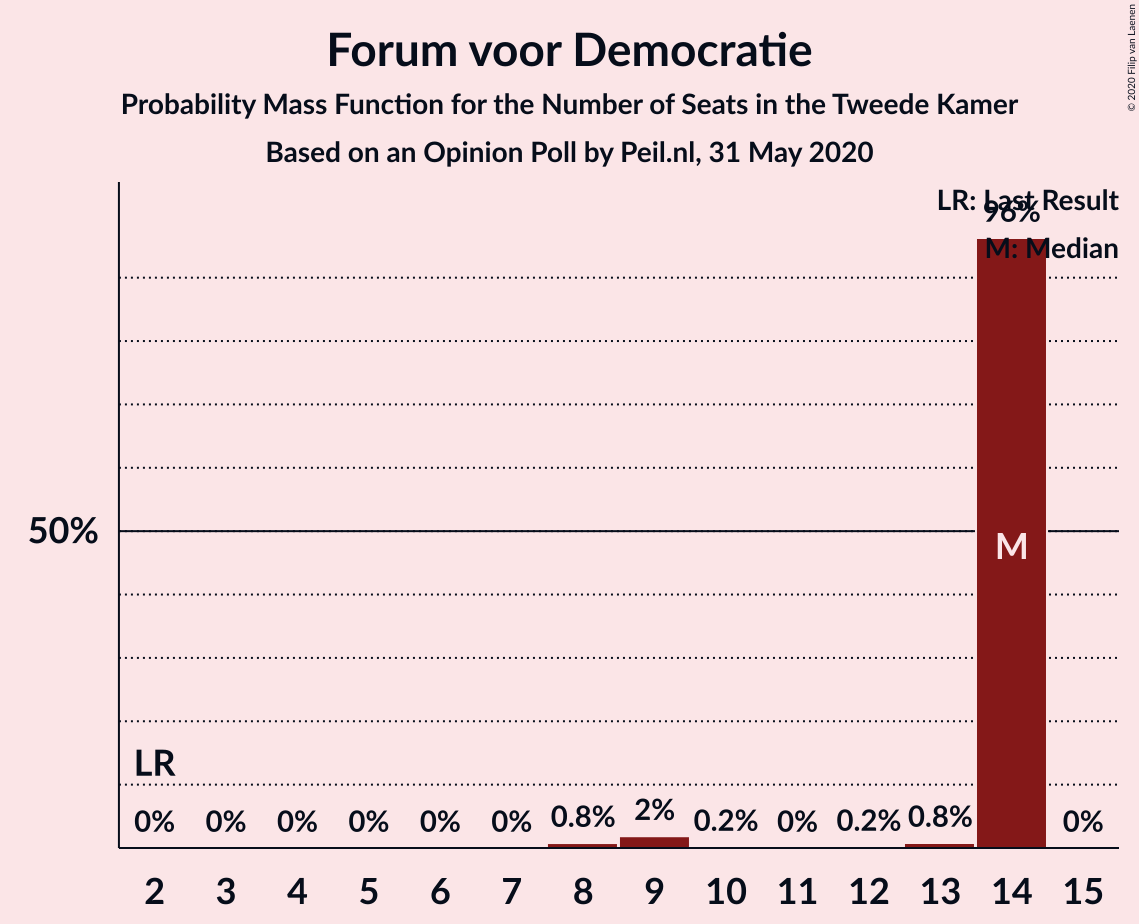 Forum voor Democratie
Probability Mass Function for the Number of Seats in the Tweede Kamer
Based on an Opinion Poll by Peil.nl, 31 May 2020
© 2020 Filip van Laenen
LR: Last Result
96%
M: Median
50%
M
LR
0% 0% 0% 0% 0% 0% 0.8% 2% 0.2% 0% 0.2% 0.8% 0%
2 3 4 5 6 7 8 9 10 11 12 13 14 15